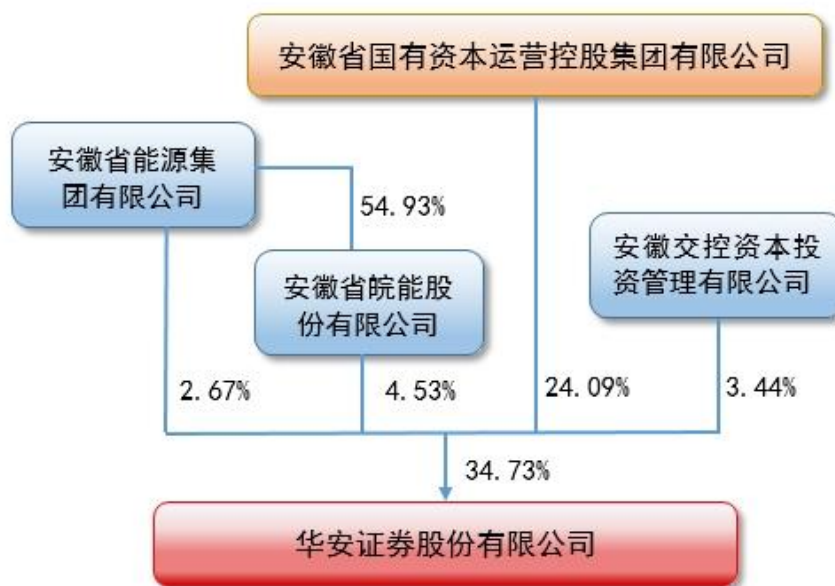 安徽省国有资本运营控股集团有限公司
安徽省能源集
团有限公司
54.93%
安徽省皖能股
份有限公司
安徽交控资本投
资管理有限公司
2.67%
4.53%
24.09%
3.44%
34.73%
华安证券股份有限公司